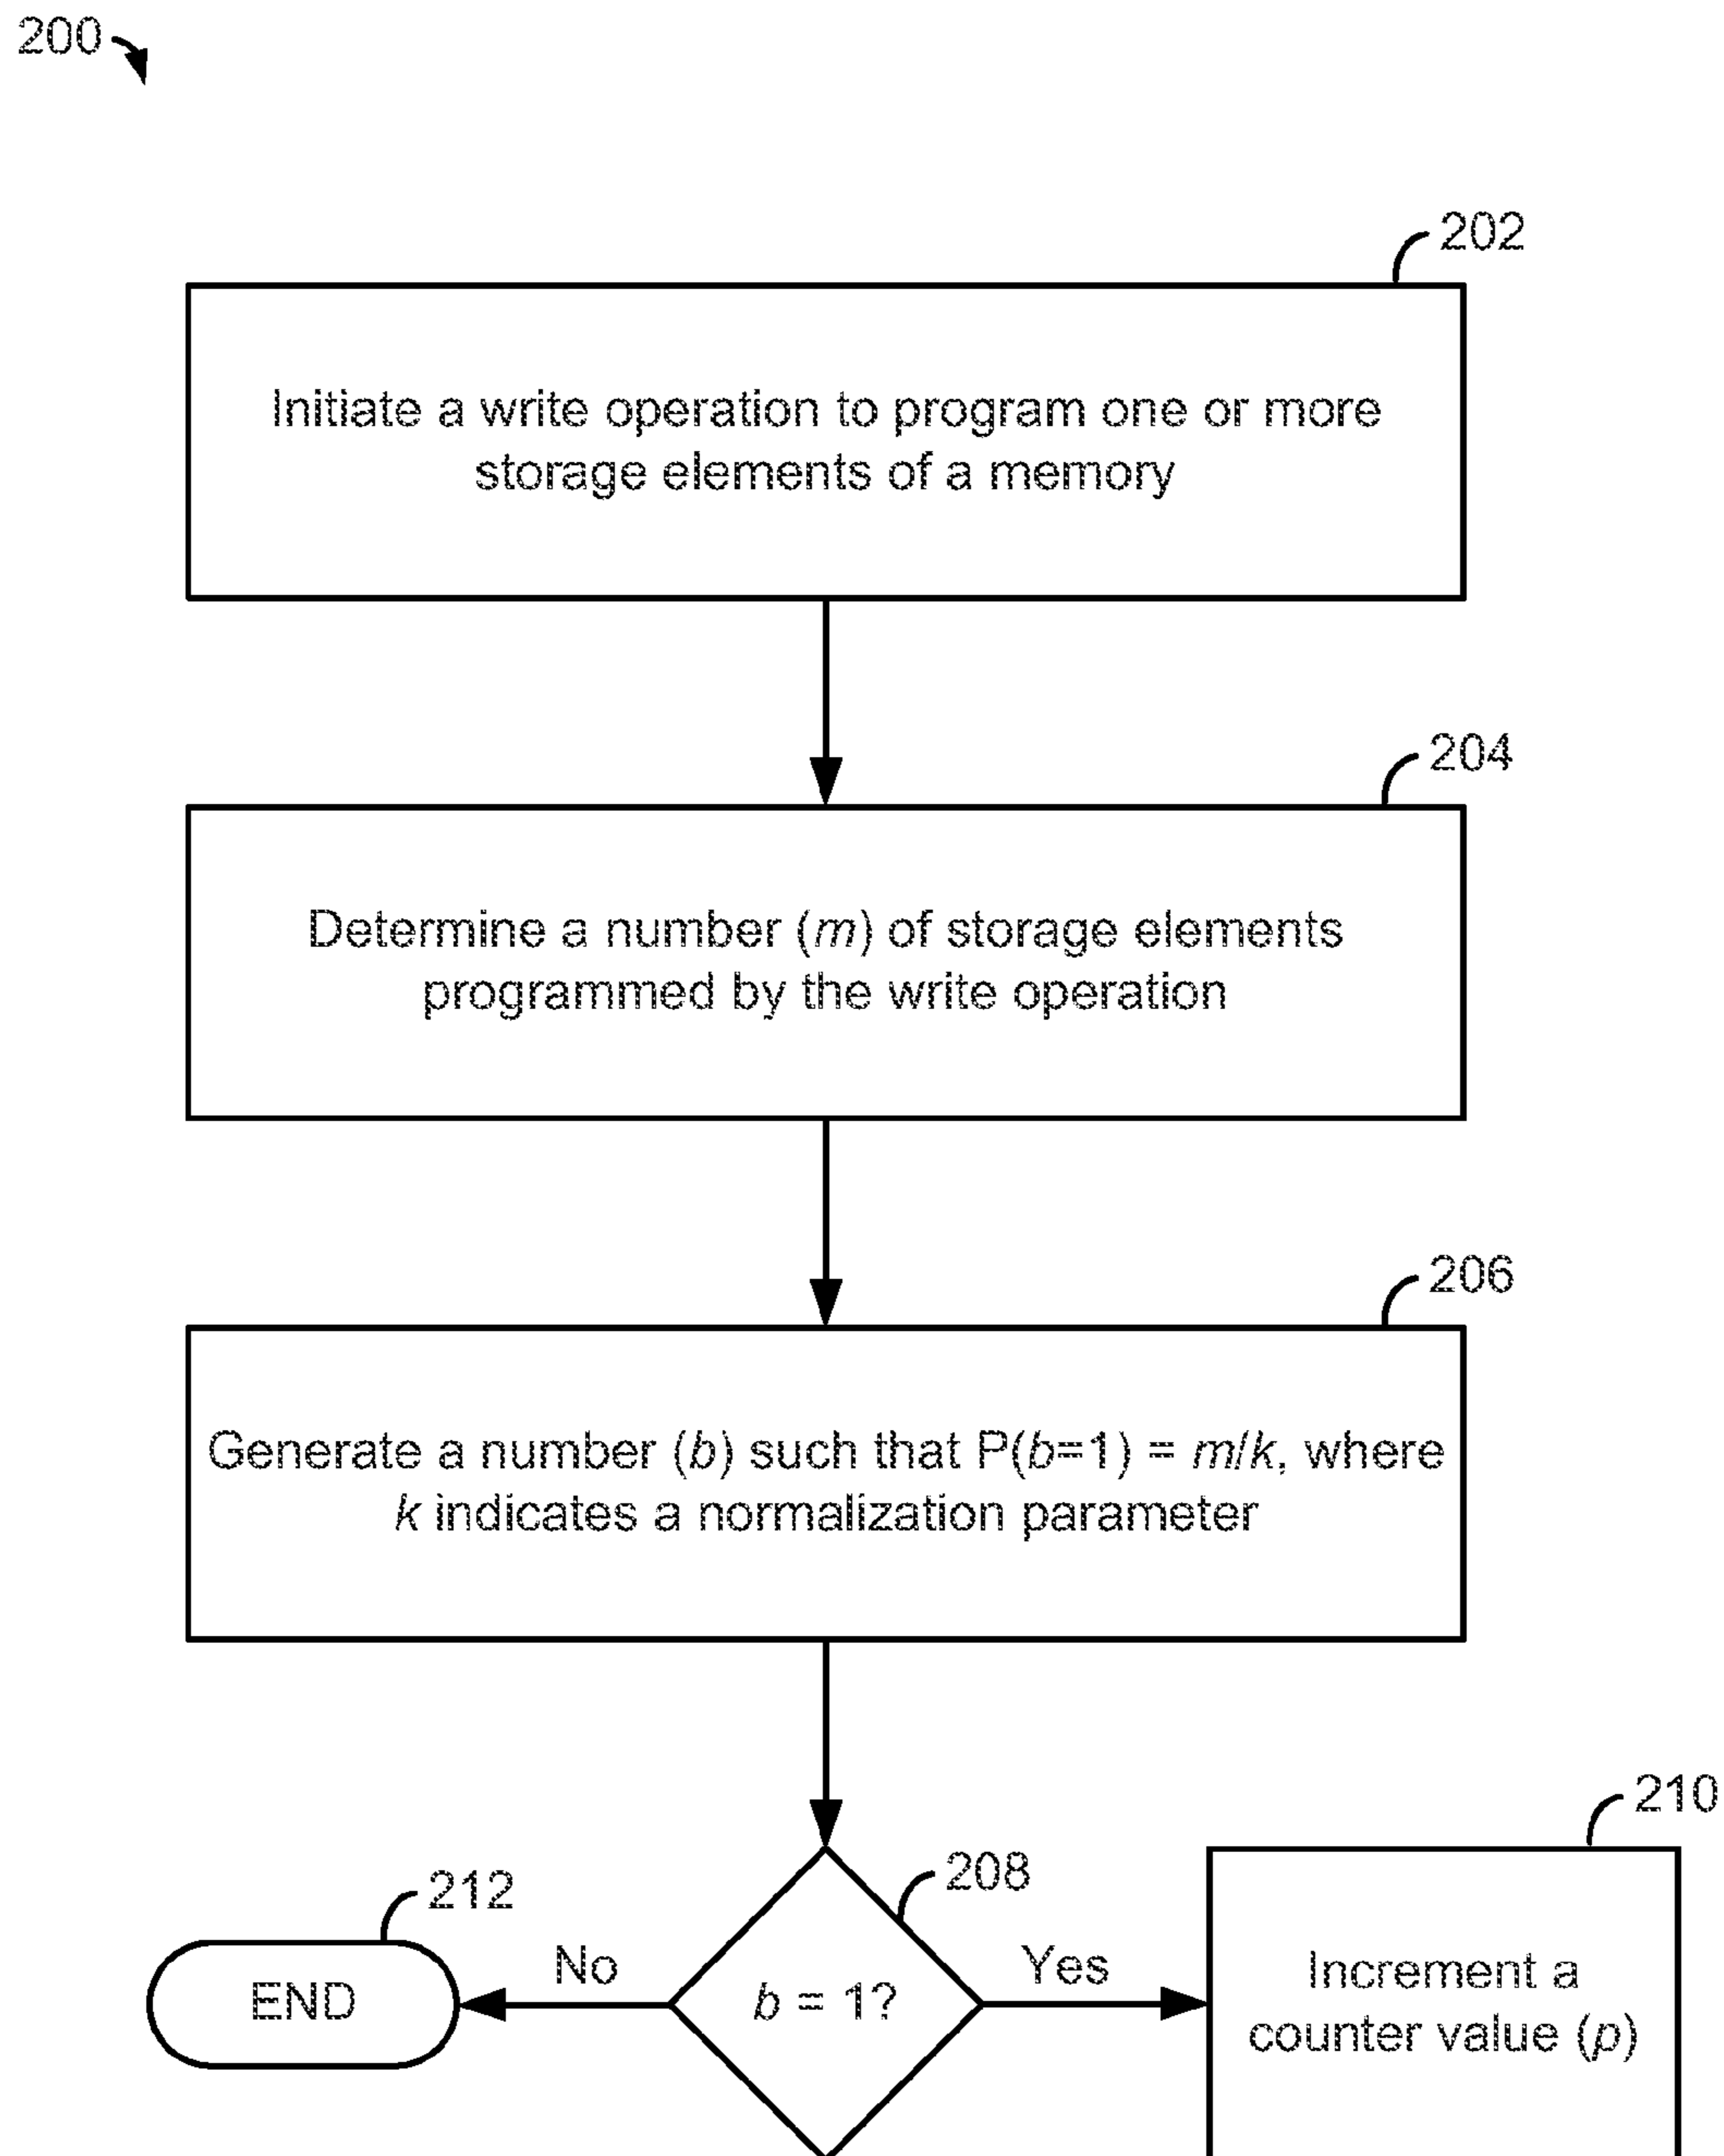 200
202
Initiate a write operation to program one or more
storage elements of a memory
204
Determine a number (m) of storage elements
programmed by the write operation
206
Generate a number (b) such that P(b=1) = m/k, where
k indicates a normalization parameter
210
208
212
No
Yes
END
b = 1?
Increment a
counter value (p)